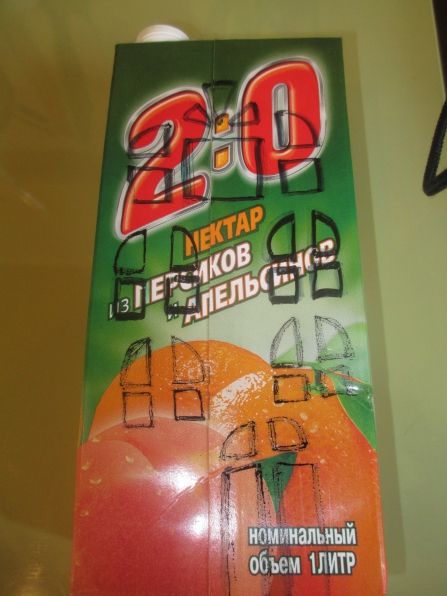 2:0
НЕКТАР
ИЗ ПЕРСИКОВ
И АПЕЛЬСИНОВ
НОМИНАЛЬНЫЙ
ОБЪЕМ 1ЛИТР